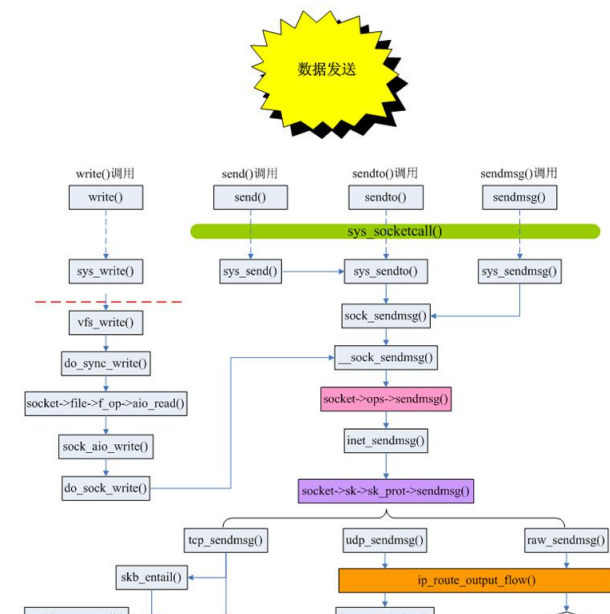 数据发送
write()调用
send()调用
sendto()调用
sendmsg()调用
write()
send()
sendto()
sendmsg()
sys_socketcall()
sys_write()
sys_send()
sys_sendto()
sys_sendmsg()
vfs_write()
sock_sendmsg()
do_sync_write()
__sock_sendmsg()
socket->file->f_op->aio_read()
socket->ops->sendmsg()
sock_aio_write()
inet_sendmsg()
do_sock_write()
socket->sk->sk_prot->sendmsg()
tcp_sendmsg()
udp_sendmsg()
raw_sendmsg()
skb_entail()
ip_route_output_flow()